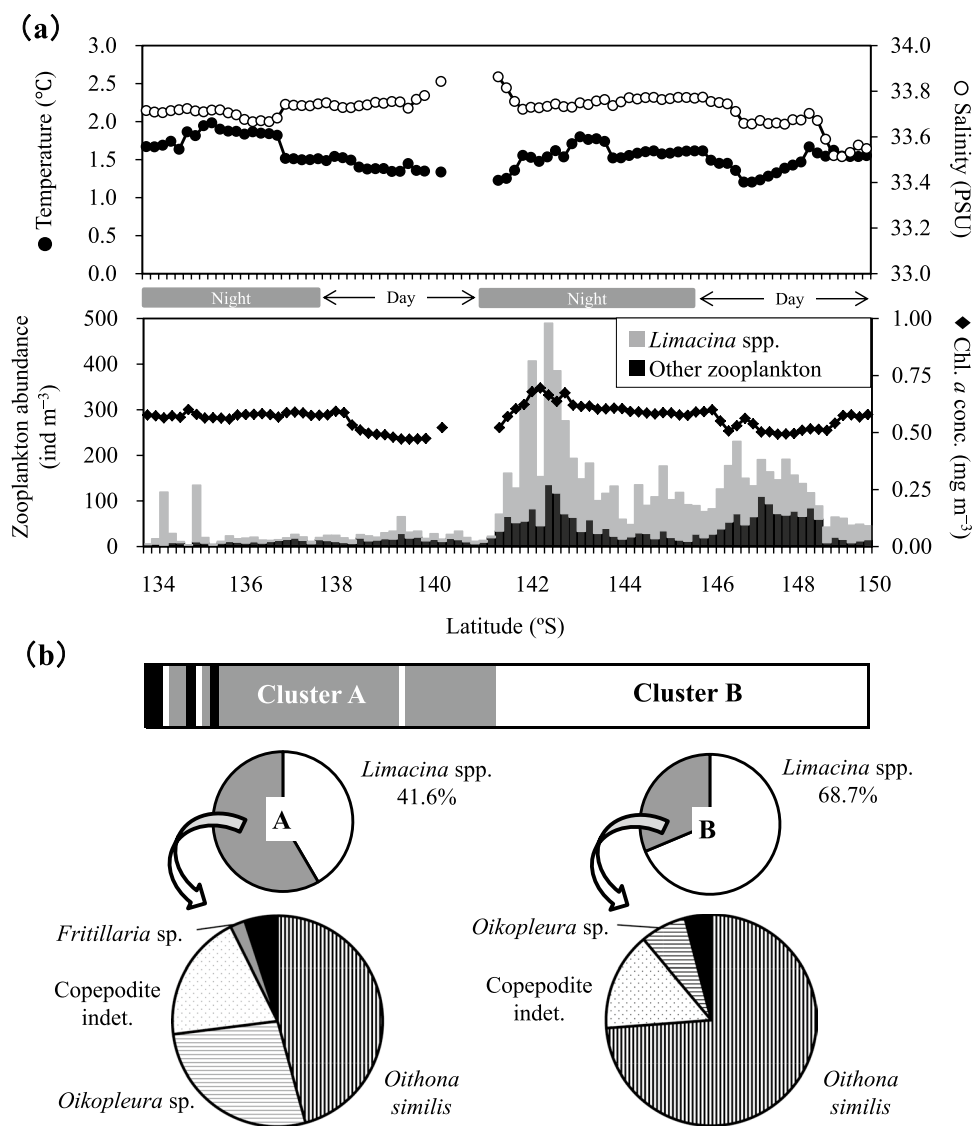 (a)
3.0
2.5
2.0
1.5
1.0
0.5
0.0
● Temperature (℃)
34.0
33.8
33.6
33.4
33.2
33.0
○ Salinity (PSU)
Night
Day
Night
Day
500
400
300
200
100
0
Zooplankton abundance
(ind m⁻³)
Limacina spp.
Other zooplankton
1.00
0.75
0.50
0.25
0.00
◆ Chl. a conc. (mg m⁻³)
134 136 138 140 142 144 146 148 150
Latitude (ºS)
(b)
Cluster A
Cluster B
Limacina spp.
41.6%
A
Limacina spp.
68.7%
B
Fritillaria sp.
Copepodite
indet.
Oikopleura sp.
Oithona
similis
Oikopleura sp.
Copepodite
indet.
Oithona
similis